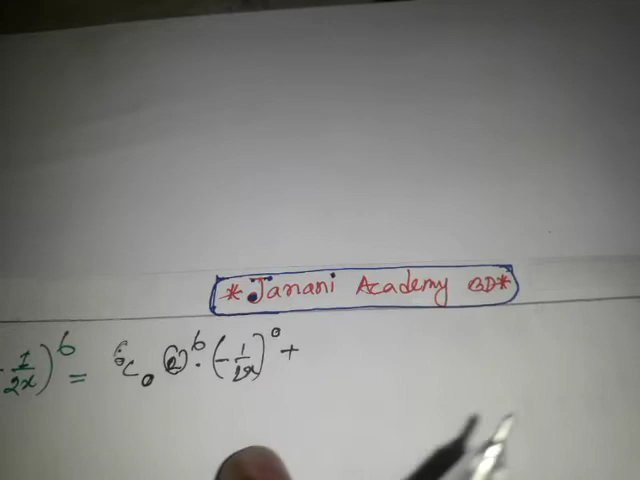 * Janani Academy BD *
- 1/2x)^6 = ⁶C₀ (2)^6 · (-1/2x)^0 +